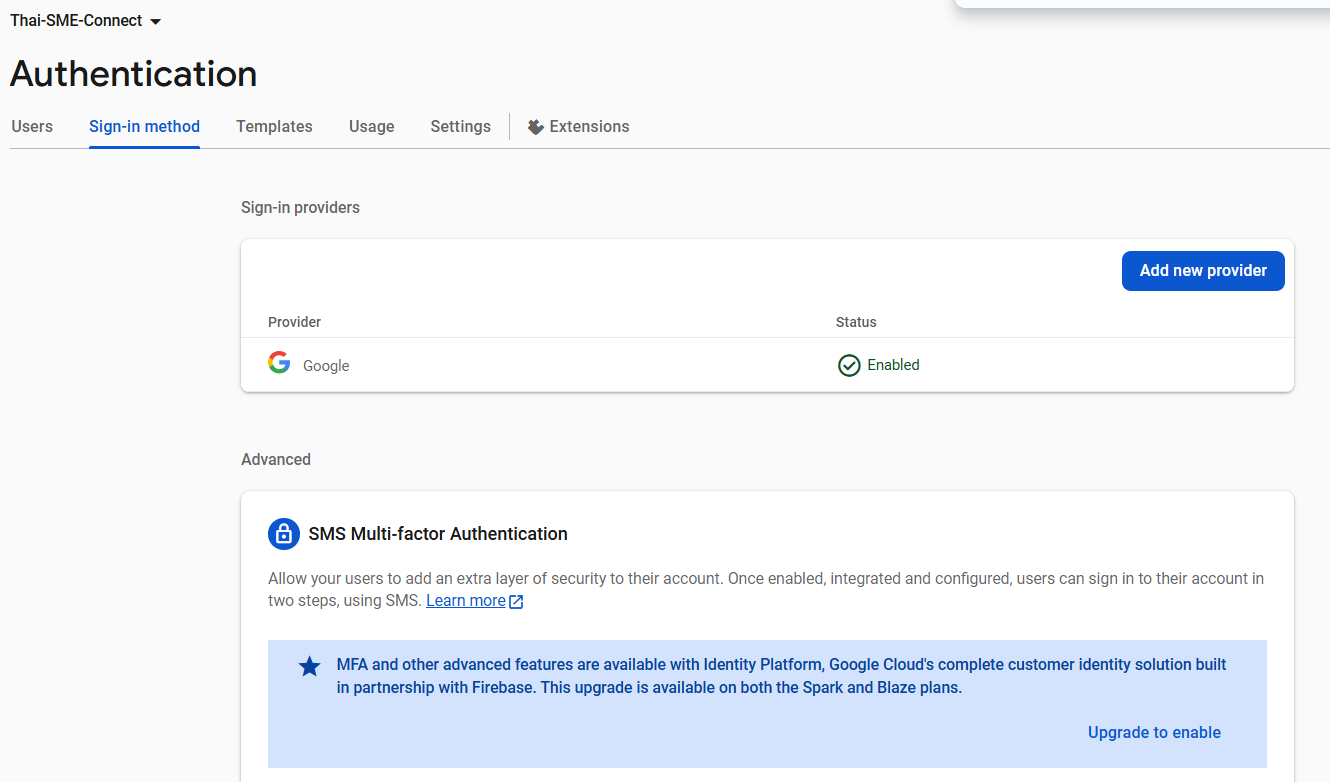 Thai-SME-Connect
Authentication
Users Sign-in method Templates Usage Settings Extensions
Sign-in providers
Add new provider
Provider Status
Google Enabled
Advanced
SMS Multi-factor Authentication
Allow your users to add an extra layer of security to their account. Once enabled, integrated and configured, users can sign in to their account in
two steps, using SMS. Learn more
MFA and other advanced features are available with Identity Platform, Google Cloud's complete customer identity solution built
in partnership with Firebase. This upgrade is available on both the Spark and Blaze plans.
Upgrade to enable